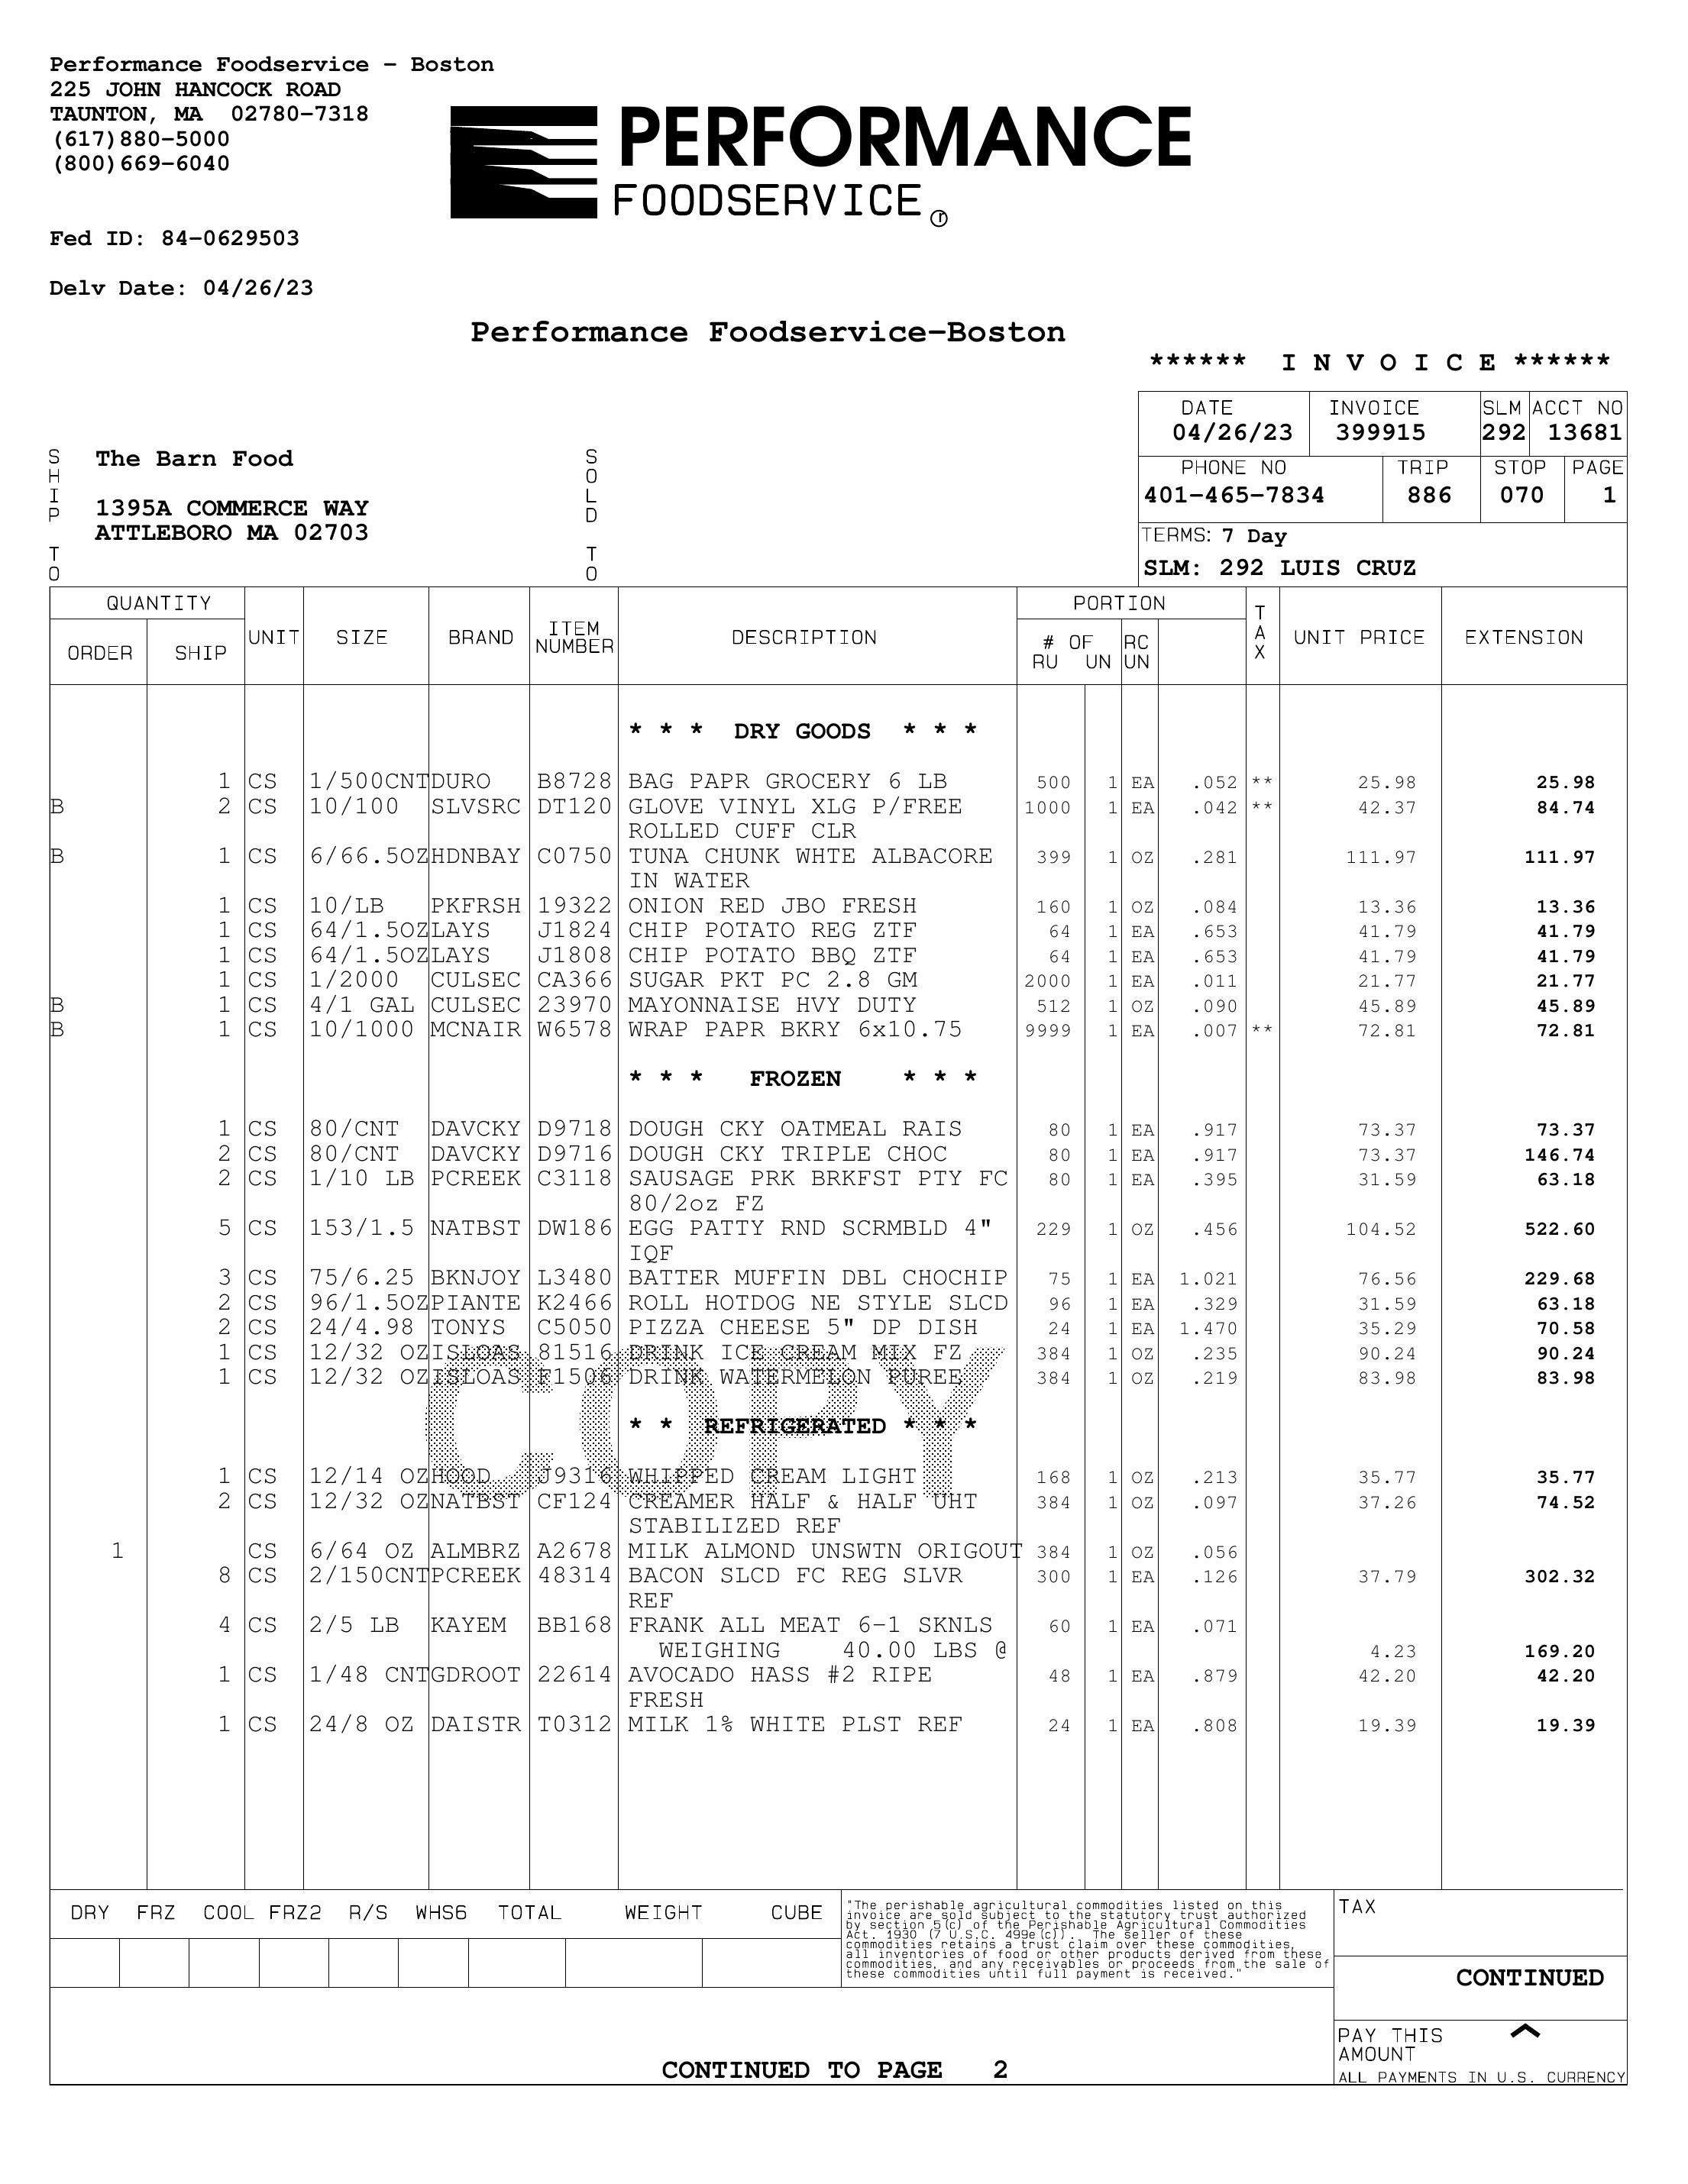 Performance Foodservice - Boston
225 JOHN HANCOCK ROAD
TAUNTON, MA  02780-7318
(617)880-5000
(800)669-6040
PERFORMANCE
FOODSERVICE ®
Fed ID: 84-0629503
Delv Date: 04/26/23
Performance Foodservice-Boston
****** I N V O I C E ******
DATE INVOICE SLM ACCT NO
04/26/23 399915 292 13681
PHONE NO TRIP STOP PAGE
401-465-7834 886 070 1
TERMS: 7 Day
SLM: 292 LUIS CRUZ
SHIP TO
The Barn Food
1395A COMMERCE WAY
ATTLEBORO MA 02703
SOLD TO
QUANTITY PORTION
ORDER SHIP UNIT SIZE BRAND ITEM NUMBER DESCRIPTION # OF RU UN RC UN TAX UNIT PRICE EXTENSION
* * * DRY GOODS * * *
1 CS 1/500CNT DURO B8728 BAG PAPR GROCERY 6 LB 500 1 EA .052 ** 25.98 25.98
B 2 CS 10/100 SLVSRC DT120 GLOVE VINYL XLG P/FREE 1000 1 EA .042 ** 42.37 84.74
ROLLED CUFF CLR
B 1 CS 6/66.5OZ HDNBAY C0750 TUNA CHUNK WHTE ALBACORE 399 1 OZ .281 111.97 111.97
IN WATER
1 CS 10/LB PKFRSH 19322 ONION RED JBO FRESH 160 1 OZ .084 13.36 13.36
1 CS 64/1.5OZ LAYS J1824 CHIP POTATO REG ZTF 64 1 EA .653 41.79 41.79
1 CS 64/1.5OZ LAYS J1808 CHIP POTATO BBQ ZTF 64 1 EA .653 41.79 41.79
1 CS 1/2000 CULSEC CA366 SUGAR PKT PC 2.8 GM 2000 1 EA .011 21.77 21.77
B 1 CS 4/1 GAL CULSEC 23970 MAYONNAISE HVY DUTY 512 1 OZ .090 45.89 45.89
B 1 CS 10/1000 MCNAIR W6578 WRAP PAPR BKRY 6x10.75 9999 1 EA .007 ** 72.81 72.81
* * * FROZEN * * *
1 CS 80/CNT DAVCKY D9718 DOUGH CKY OATMEAL RAIS 80 1 EA .917 73.37 73.37
2 CS 80/CNT DAVCKY D9716 DOUGH CKY TRIPLE CHOC 80 1 EA .917 73.37 146.74
2 CS 1/10 LB PCREEK C3118 SAUSAGE PRK BRKFST PTY FC 80 1 EA .395 31.59 63.18
80/2oz FZ
5 CS 153/1.5 NATBST DW186 EGG PATTY RND SCRMBLD 4" 229 1 OZ .456 104.52 522.60
IQF
3 CS 75/6.25 BKNJOY L3480 BATTER MUFFIN DBL CHOCHIP 75 1 EA 1.021 76.56 229.68
2 CS 96/1.5OZ PIANTE K2466 ROLL HOTDOG NE STYLE SLCD 96 1 EA .329 31.59 63.18
2 CS 24/4.98 TONYS C5050 PIZZA CHEESE 5" DP DISH 24 1 EA 1.470 35.29 70.58
1 CS 12/32 OZ ISLOAS 81516 DRINK ICE CREAM MIX FZ 384 1 OZ .235 90.24 90.24
1 CS 12/32 OZ ISLOAS F1506 DRINK WATERMELON PUREE 384 1 OZ .219 83.98 83.98
COPY
* * REFRIGERATED * * *
1 CS 12/14 OZ HOOD J9316 WHIPPED CREAM LIGHT 168 1 OZ .213 35.77 35.77
2 CS 12/32 OZ NATBST CF124 CREAMER HALF & HALF UHT 384 1 OZ .097 37.26 74.52
STABILIZED REF
1 CS 6/64 OZ ALMBRZ A2678 MILK ALMOND UNSWTN ORIGOUT 384 1 OZ .056
8 CS 2/150CNT PCREEK 48314 BACON SLCD FC REG SLVR 300 1 EA .126 37.79 302.32
REF
4 CS 2/5 LB KAYEM BB168 FRANK ALL MEAT 6-1 SKNLS 60 1 EA .071
WEIGHING 40.00 LBS @ 4.23 169.20
1 CS 1/48 CNT GDROOT 22614 AVOCADO HASS #2 RIPE 48 1 EA .879 42.20 42.20
FRESH
1 CS 24/8 OZ DAISTR T0312 MILK 1% WHITE PLST REF 24 1 EA .808 19.39 19.39
DRY FRZ COOL FRZ2 R/S WHS6 TOTAL WEIGHT CUBE
"The perishable agricultural commodities listed on this
invoice are sold subject to the statutory trust authorized
by section 5(c) of the Perishable Agricultural Commodities
Act. 1930 (7 U.S.C. 499e(c)). The seller of these
commodities retains a trust claim over these commodities,
all inventories of food or other products derived from these
commodities, and any receivables or proceeds from the sale of
these commodities until full payment is received."
TAX
CONTINUED
PAY THIS
AMOUNT
ALL PAYMENTS IN U.S. CURRENCY
CONTINUED TO PAGE 2